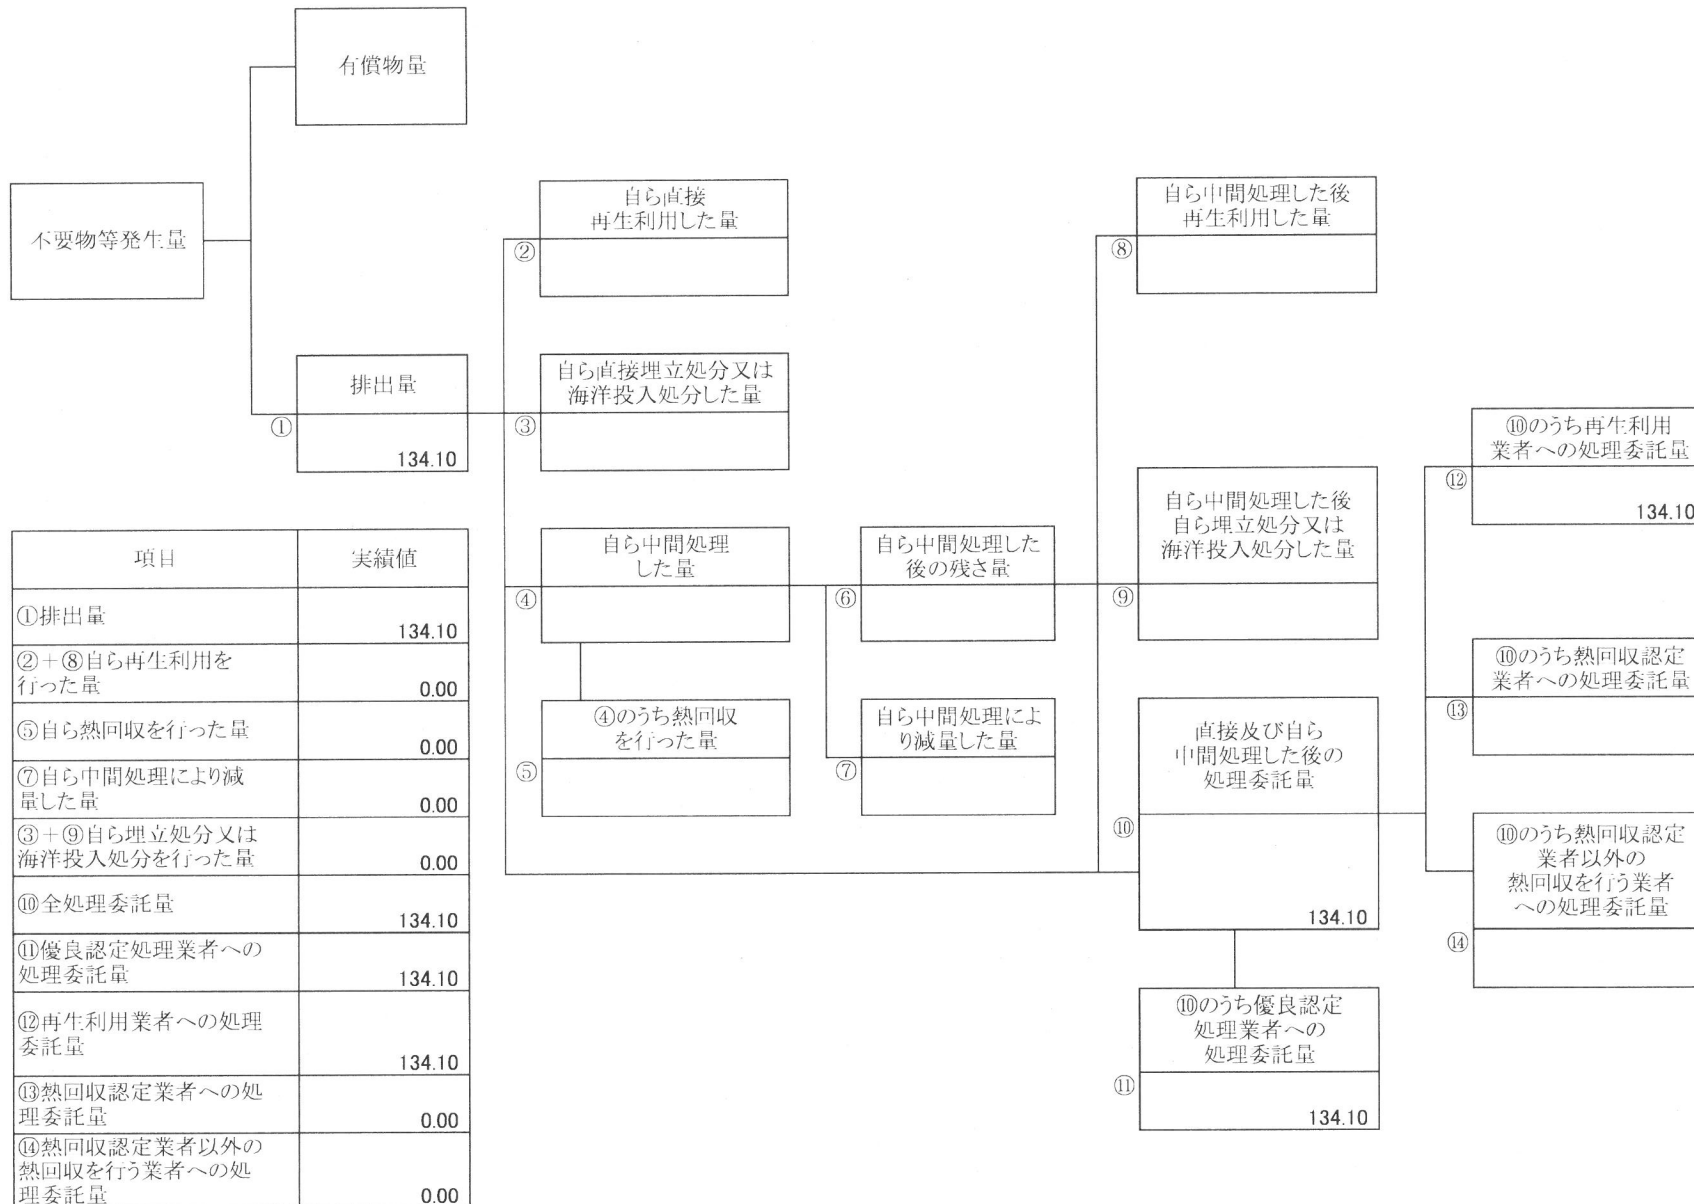 有償物量
不要物等発生量
排出量
①
134.10
自ら直接
再生利用した量
②
自ら直接埋立処分又は
海洋投入処分した量
③
自ら中間処理
した量
④
④のうち熱回収
を行った量
⑤
自ら中間処理した
後の残さ量
⑥
自ら中間処理によ
り減量した量
⑦
自ら中間処理した後
再生利用した量
⑧
自ら中間処理した後
自ら埋立処分又は
海洋投入処分した量
⑨
直接及び自ら
中間処理した後の
処理委託量
⑩
134.10
⑩のうち優良認定
処理業者への
処理委託量
⑪
134.10
⑩のうち再生利用
業者への処理委託量
⑫
134.10
⑩のうち熱回収認定
業者への処理委託量
⑬
⑩のうち熱回収認定
業者以外の
熱回収を行う業者
への処理委託量
⑭
項目 実績値
①排出量 134.10
②+⑧自ら再生利用を
行った量 0.00
⑤自ら熱回収を行った量 0.00
⑦自ら中間処理により減
量した量 0.00
③+⑨自ら埋立処分又は
海洋投入処分を行った量 0.00
⑩全処理委託量 134.10
⑪優良認定処理業者への
処理委託量 134.10
⑫再生利用業者への処理
委託量 134.10
⑬熱回収認定業者への処
理委託量 0.00
⑭熱回収認定業者以外の
熱回収を行う業者への処
理委託量 0.00